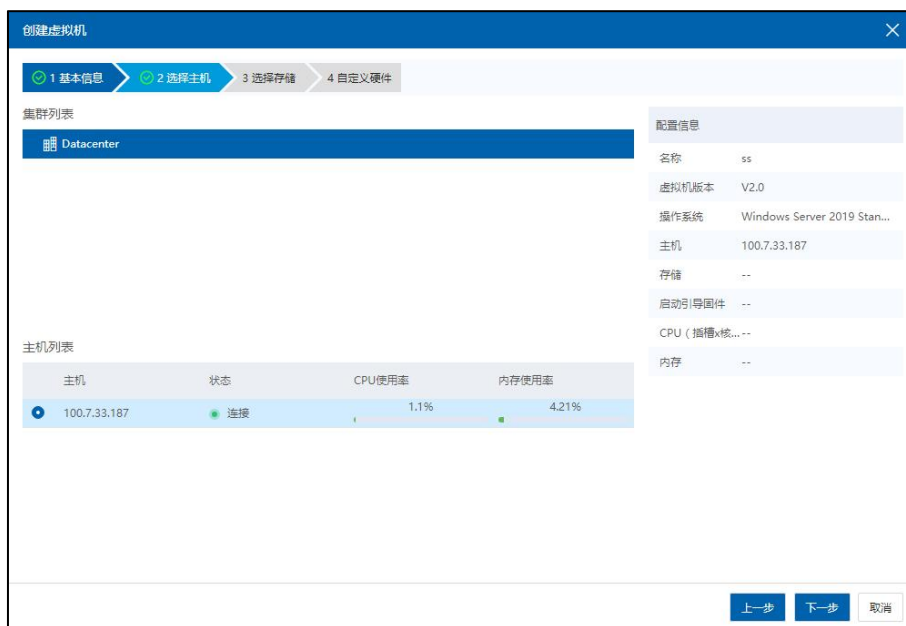 创建虚拟机
1 基本信息 2 选择主机 3 选择存储 4 自定义硬件
集群列表
Datacenter
主机列表
主机 状态 CPU使用率 内存使用率
100.7.33.187 连接 1.1% 4.21%
配置信息
名称 ss
虚拟机版本 V2.0
操作系统 Windows Server 2019 Stan...
主机 100.7.33.187
存储 --
启动引导固件 --
CPU（插槽x核... --
内存 --
上一步 下一步 取消